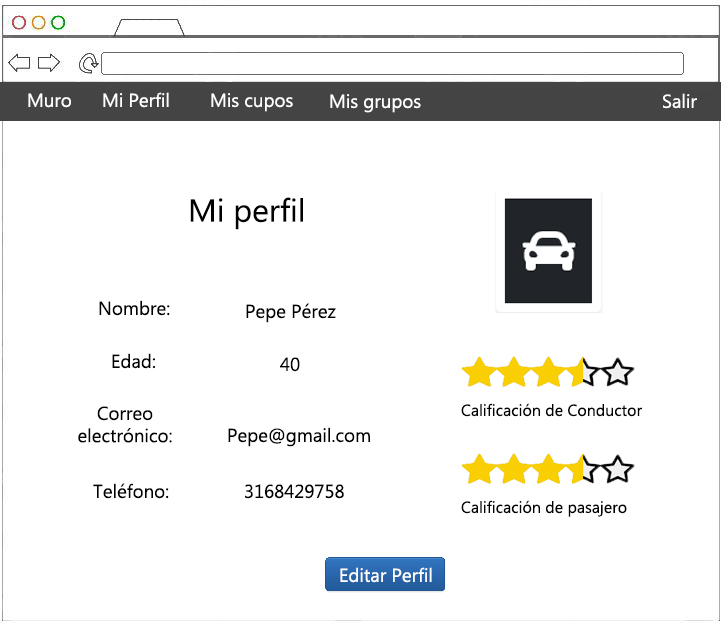 Muro Mi Perfil Mis cupos Mis grupos Salir
Mi perfil
Nombre: Pepe Pérez
Edad: 40
Correo
electrónico: Pepe@gmail.com
Teléfono: 3168429758
Calificación de Conductor
Calificación de pasajero
Editar Perfil